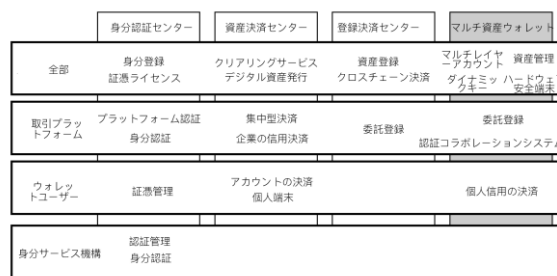 身分認証センター
資産決済センター
登録決済センター
マルチ資産ウォレット
全部
身分登録
証憑ライセンス
クリアリングサービス
デジタル資産発行
資産登録
クロスチェーン決済
マルチレイヤ
ーアカウント
資産管理
ダイナミッ
クキー
ハードウェア
安全端末
取引プラッ
トフォーム
プラットフォーム認証
身分認証
集中型決済
企業の信用決済
委託登録
委託登録
認証コラボレーションシステム
ウォレッ
トユーザー
証憑管理
アカウントの決済
個人端末
個人信用の決済
身分サービス機構
認証管理
身分認証